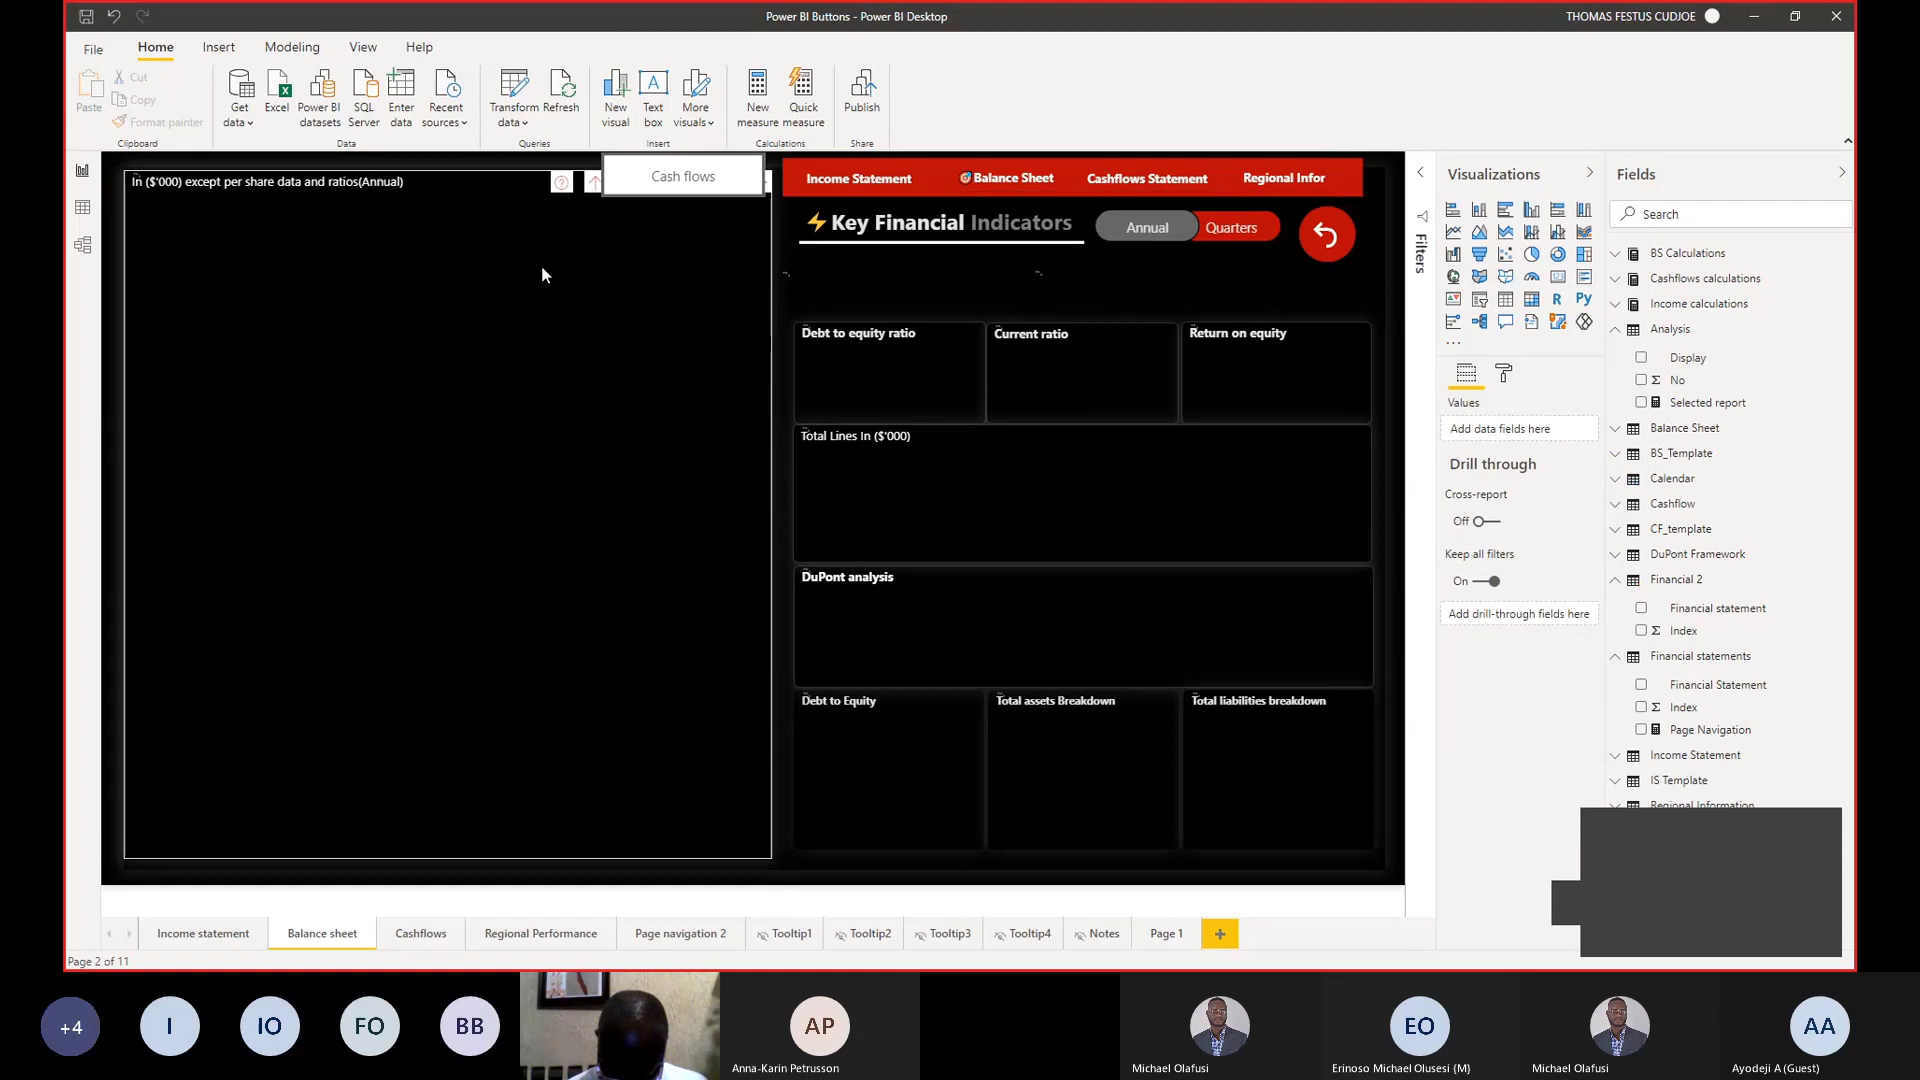 Power BI Buttons - Power BI Desktop
THOMAS FESTUS CUDJOE
File
Home
Insert
Modeling
View
Help
Paste
Cut
Copy
Format painter
Clipboard
Get data
Excel
Power BI datasets
SQL Server
Enter data
Recent sources
Data
Transform data
Refresh
Queries
New visual
Text box
More visuals
Insert
New measure
Quick measure
Calculations
Publish
Share
In ($'000) except per share data and ratios(Annual)
Cash flows
Income Statement
Balance Sheet
Cashflows Statement
Regional Infor
Key Financial Indicators
Annual
Quarters
Debt to equity ratio
Current ratio
Return on equity
Total Lines In ($'000)
DuPont analysis
Debt to Equity
Total assets Breakdown
Total liabilities breakdown
Filters
Visualizations
R
Py
Values
Add data fields here
Drill through
Cross-report
Off
Keep all filters
On
Add drill-through fields here
Fields
Search
BS Calculations
Cashflows calculations
Income calculations
Analysis
Display
No
Selected report
Balance Sheet
BS_Template
Calendar
Cashflow
CF_template
DuPont Framework
Financial 2
Financial statement
Index
Financial statements
Financial Statement
Index
Page Navigation
Income Statement
IS Template
Regional Information
Income statement
Balance sheet
Cashflows
Regional Performance
Page navigation 2
Tooltip1
Tooltip2
Tooltip3
Tooltip4
Notes
Page 1
Page 2 of 11
+4
I
IO
FO
BB
AP
Anna-Karin Petrusson
Michael Olafusi
EO
Erinoso Michael Olusesi (M)
Michael Olafusi
AA
Ayodeji A (Guest)